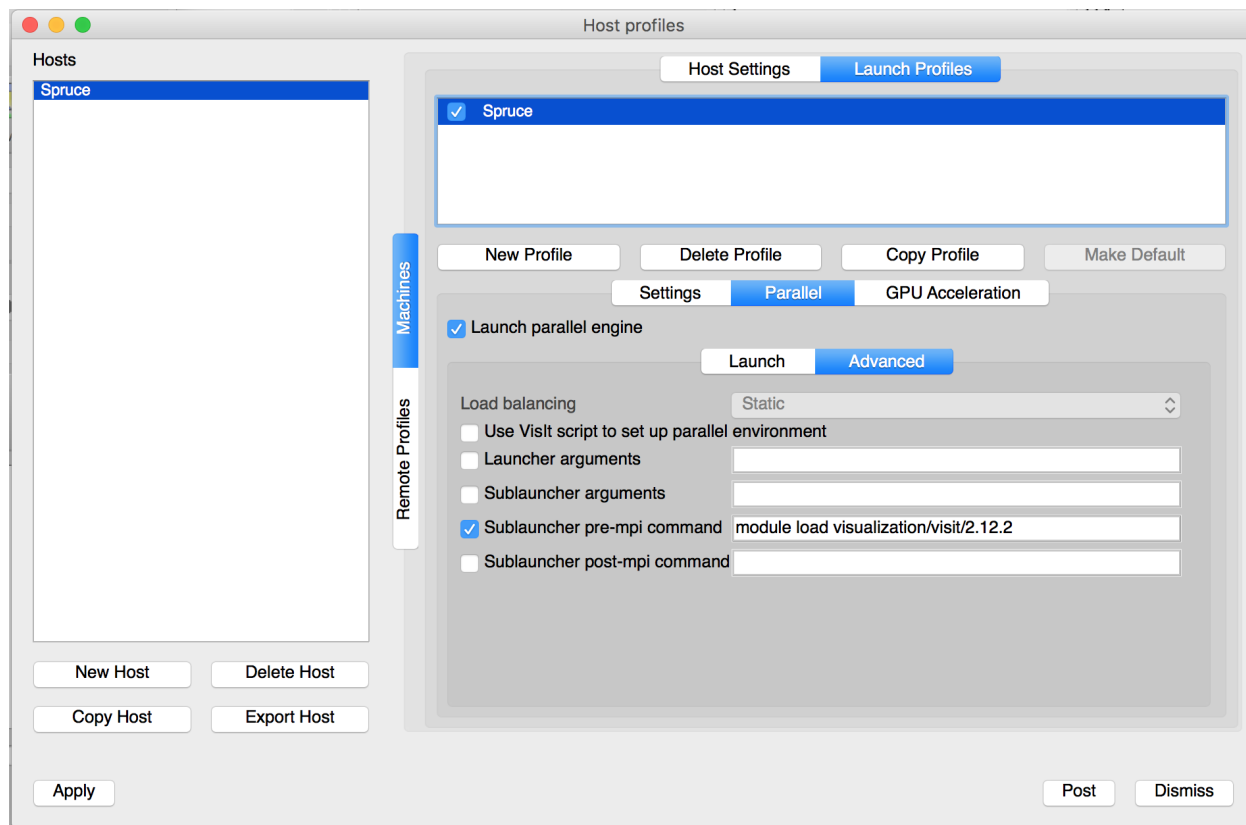 Host profiles
Hosts
Spruce
Host Settings
Launch Profiles
Spruce
New Profile
Delete Profile
Copy Profile
Make Default
Machines
Remote Profiles
Settings
Parallel
GPU Acceleration
Launch parallel engine
Launch
Advanced
Load balancing
Static
Use VisIt script to set up parallel environment
Launcher arguments
Sublauncher arguments
Sublauncher pre-mpi command
module load visualization/visit/2.12.2
Sublauncher post-mpi command
New Host
Delete Host
Copy Host
Export Host
Apply
Post
Dismiss